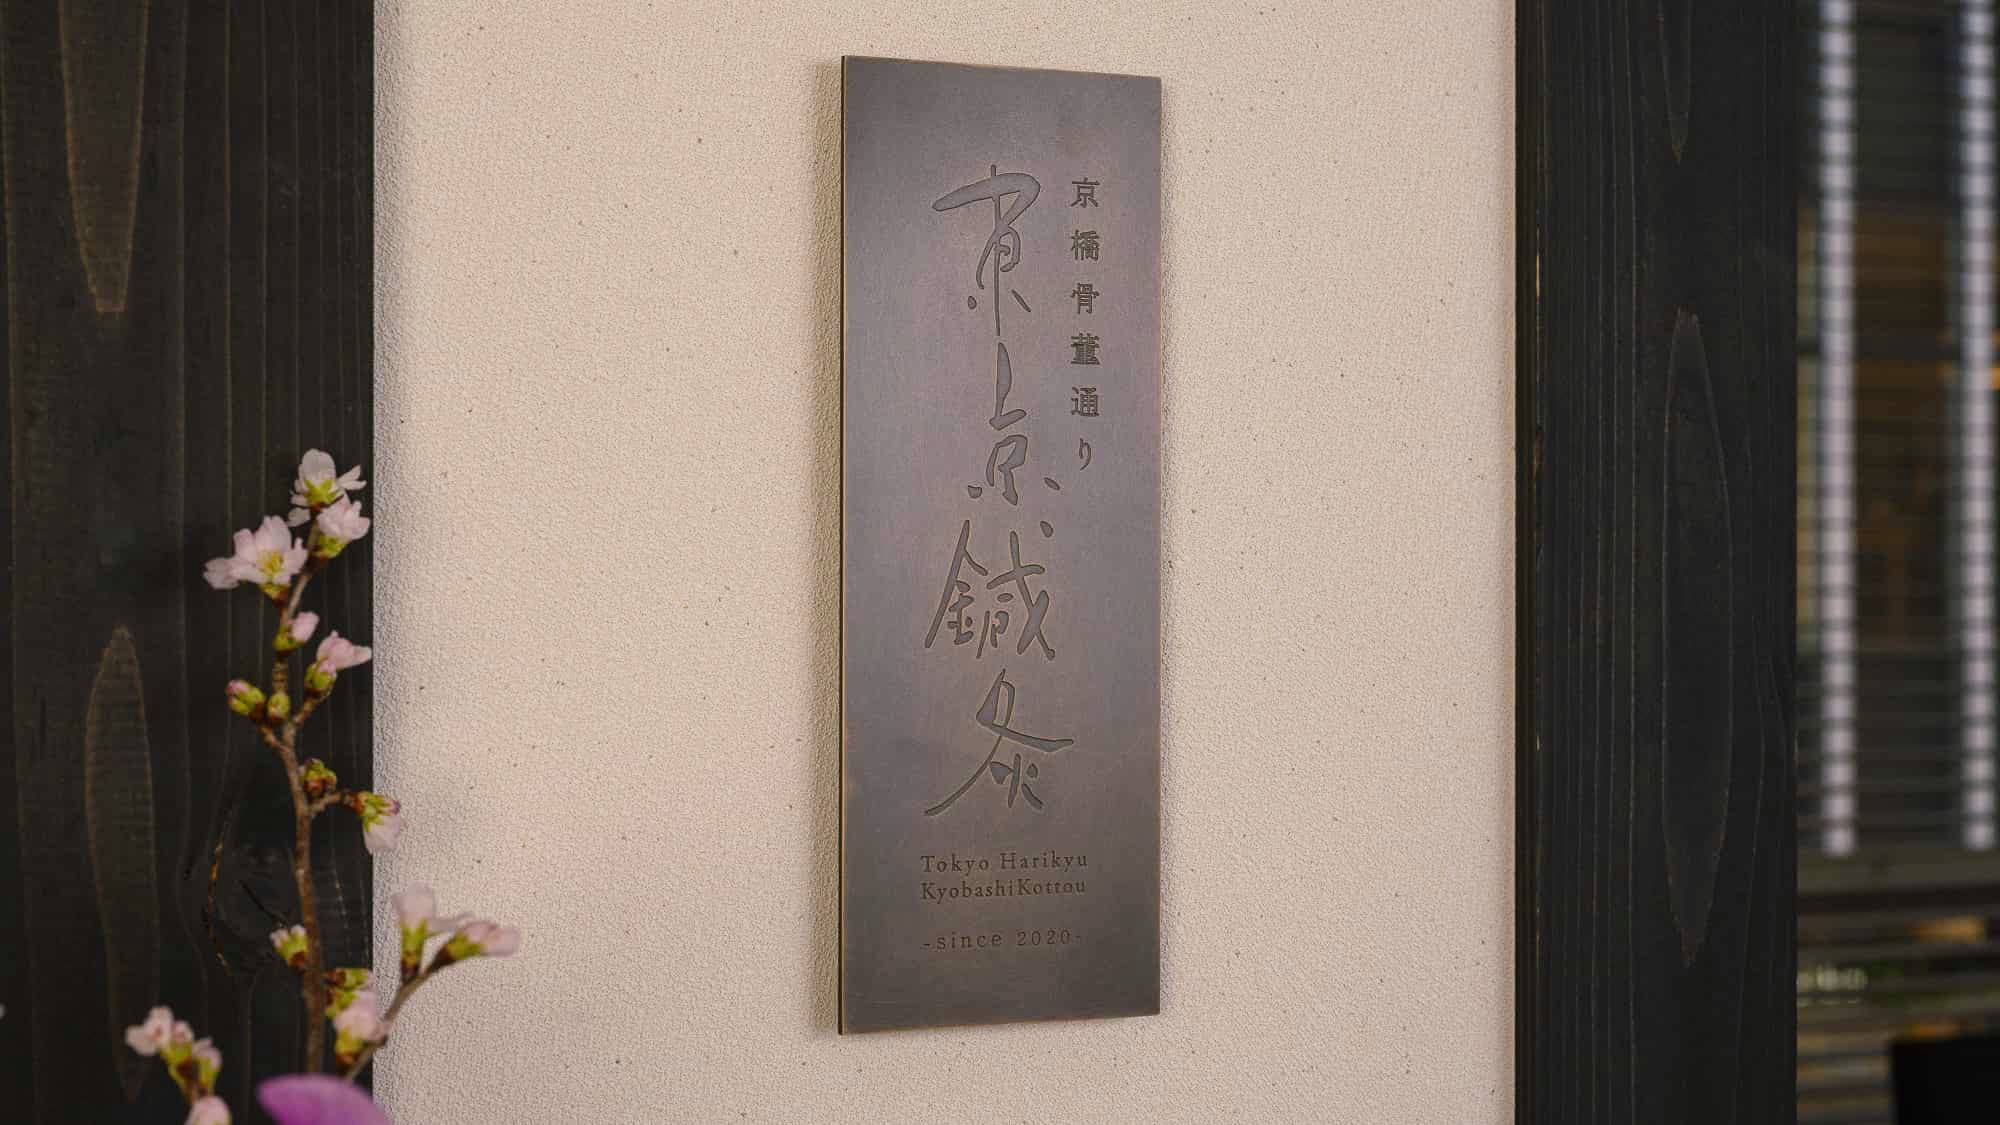 京橋骨董通り
東京鍼灸
Tokyo Harikyu
KyobashiKottou
-since 2020-